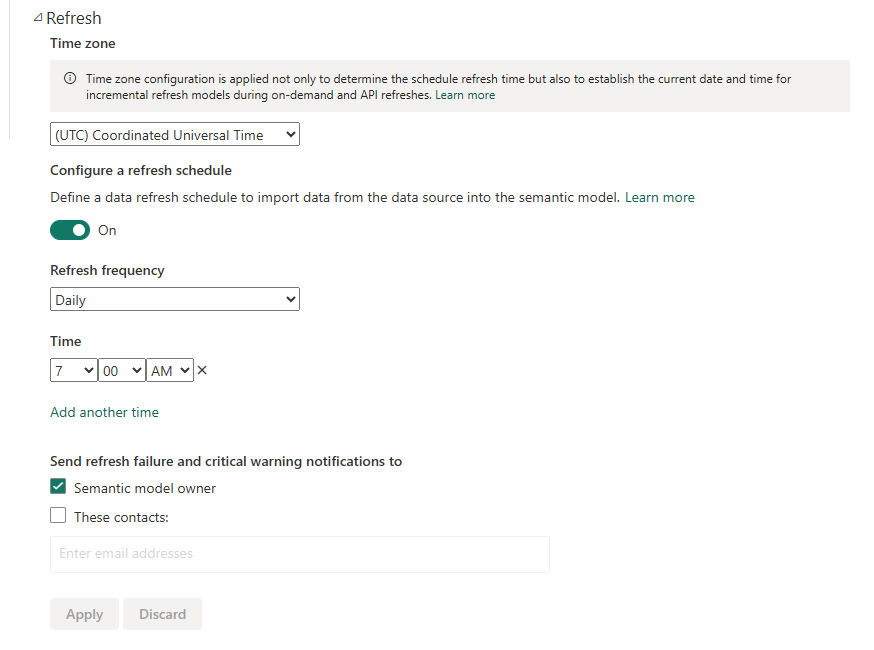 Refresh
Time zone
Time zone configuration is applied not only to determine the schedule refresh time but also to establish the current date and time for
incremental refresh models during on-demand and API refreshes. Learn more
(UTC) Coordinated Universal Time
Configure a refresh schedule
Define a data refresh schedule to import data from the data source into the semantic model. Learn more
On
Refresh frequency
Daily
Time
7 00 AM
Add another time
Send refresh failure and critical warning notifications to
Semantic model owner
These contacts:
Enter email addresses
Apply Discard